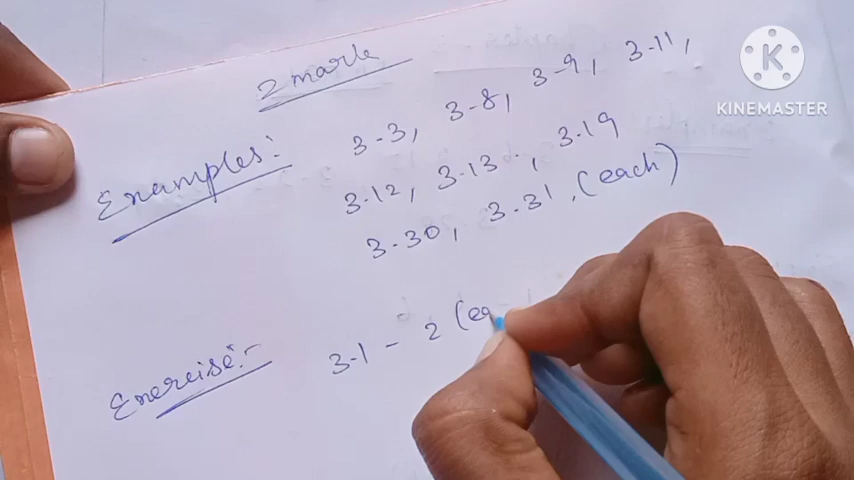 2 mark
Examples:
3-3, 3-8, 3-9, 3-11,
3-12, 3-13, 3-19
3-30, 3-31, (each)
Exercise:-
3-1 - 2 (ea
K
KINEMASTER